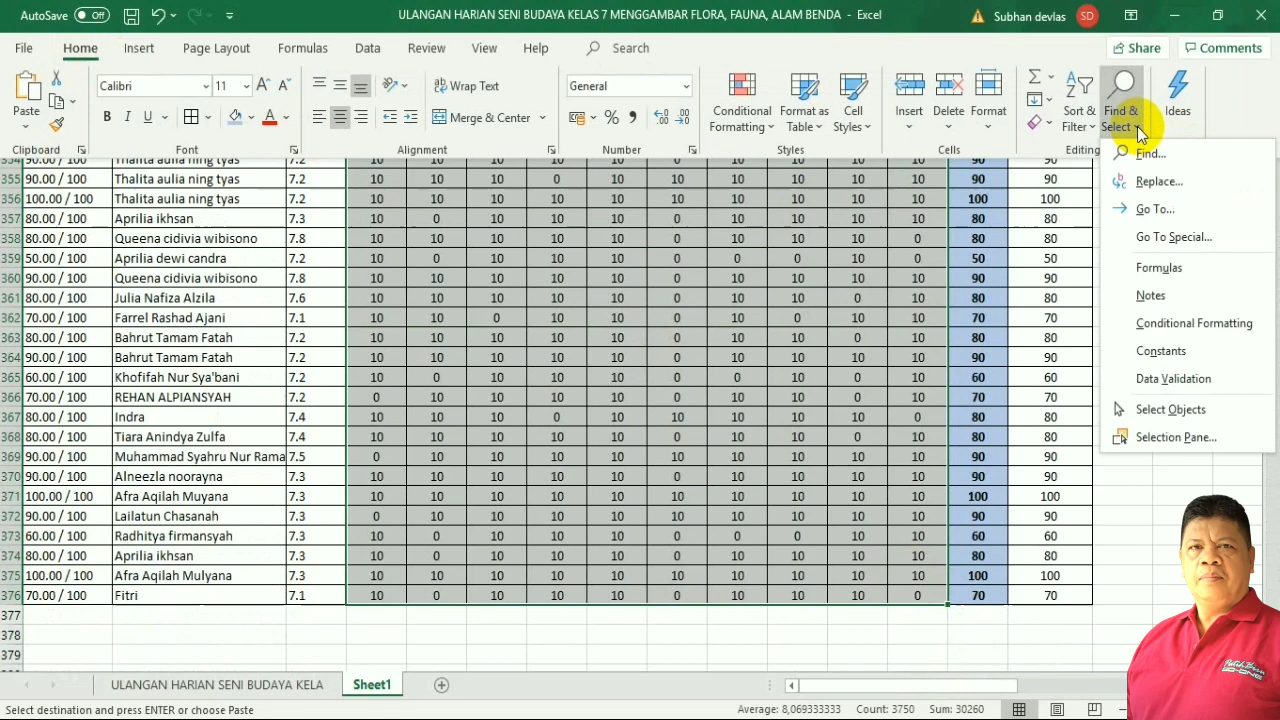 AutoSave Off ULANGAN HARIAN SENI BUDAYA KELAS 7 MENGGAMBAR FLORA, FAUNA, ALAM BENDA - Excel Subhan devlas SD
File Home Insert Page Layout Formulas Data Review View Help Search Share Comments
Calibri 11 Wrap Text General
Paste Merge & Center Conditional Formatting Format as Table Cell Styles Insert Delete Format Sort & Filter Find & Select Ideas
Clipboard Font Alignment Number Styles Cells Editing
Find...
Replace...
Go To...
Go To Special...
Formulas
Notes
Conditional Formatting
Constants
Data Validation
Select Objects
Selection Pane...
354 90.00 / 100 Thalita aulia ning tyas 7.2 10 10 10 10 10 0 10 10 10 10 90 90
355 90.00 / 100 Thalita aulia ning tyas 7.2 10 10 10 0 10 10 10 10 10 10 90 90
356 100.00 / 100 Thalita aulia ning tyas 7.2 10 10 10 10 10 10 10 10 10 10 100 100
357 80.00 / 100 Aprilia ikhsan 7.3 10 0 10 10 10 0 10 10 10 10 80 80
358 80.00 / 100 Queena cidivia wibisono 7.8 10 10 10 10 10 0 10 10 10 0 80 80
359 50.00 / 100 Aprilia dewi candra 7.2 10 0 10 10 10 0 0 0 10 0 50 50
360 90.00 / 100 Queena cidivia wibisono 7.2 10 10 10 10 10 0 10 10 10 10 90 90
361 80.00 / 100 Julia Nafiza Alzila 7.6 10 10 10 10 10 0 10 0 10 10 80 80
362 70.00 / 100 Farrel Rashad Ajani 7.1 10 10 0 10 10 0 10 0 10 10 70 70
363 80.00 / 100 Bahrut Tamam Fatah 7.2 10 0 10 10 10 0 10 10 10 10 80 80
364 90.00 / 100 Bahrut Tamam Fatah 7.2 10 10 10 10 10 0 10 10 10 10 90 90
365 60.00 / 100 Khofifah Nur Sya'bani 7.2 10 0 10 10 10 0 0 10 0 10 60 60
366 70.00 / 100 REHAN ALPIANSYAH 7.2 0 10 10 10 10 0 10 10 0 10 70 70
367 80.00 / 100 Indra 7.4 10 10 10 0 10 10 10 10 0 10 80 80
368 80.00 / 100 Tiara Anindya Zulfa 7.4 10 0 10 10 10 0 10 10 10 10 80 80
369 90.00 / 100 Muhammad Syahru Nur Rama 7.5 0 10 10 10 10 10 10 10 10 10 90 90
370 90.00 / 100 Alneezla noorayna 7.3 10 10 10 10 10 0 10 10 10 10 90 90
371 100.00 / 100 Afra Aqilah Muyana 7.3 10 10 10 10 10 10 10 10 10 10 100 100
372 90.00 / 100 Lailatun Chasanah 7.3 0 10 10 10 10 10 10 10 10 10 90 90
373 60.00 / 100 Radhitya firmansyah 7.3 10 0 10 10 10 0 0 0 10 10 60 60
374 80.00 / 100 Aprilia ikhsan 7.3 10 0 10 10 10 0 10 10 10 10 80 80
375 100.00 / 100 Afra Aqilah Mulyana 7.3 10 10 10 10 10 10 10 10 10 10 100 100
376 70.00 / 100 Fitri 7.1 10 0 10 10 10 0 10 10 10 0 70 70
377
378
379
ULANGAN HARIAN SENI BUDAYA KELA Sheet1
Select destination and press ENTER or choose Paste Average: 8,069333333 Count: 3750 Sum: 30260